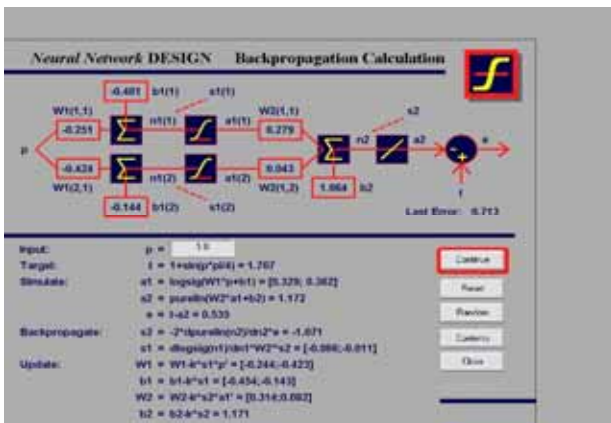 Neural Network DESIGN Backpropagation Calculation
-0.461 b1(1) s1(1)
W1(1,1) W2(1,1) s2
-0.251 n1(1) a1(1) 0.279 n2 a2 e
p
-0.424 n1(2) a1(2) 0.043
W1(2,1) W2(1,2) 1.064 b2 t
-0.144 b1(2) s1(2)
Last Error: 0.713
Input: p = 1.0
Target: t = 1+sin(p*pi/4) = 1.707
Simulate: a1 = logsig(W1*p+b1) = [0.329; 0.362]
a2 = purelin(W2*a1+b2) = 1.172
e = t-a2 = 0.535
Backpropagate: s2 = -2*dpurelin(n2)/dn2*e = -1.071
s1 = dlogsig(n1)/dn1*W2'*s2 = [-0.066;-0.011]
Update: W1 = W1-lr*s1*p' = [-0.244;-0.423]
b1 = b1-lr*s1 = [-0.454;-0.143]
W2 = W2-lr*s2*a1' = [0.314;0.082]
b2 = b2-lr*s2 = 1.171
Continue
Reset
Random
Contents
Close